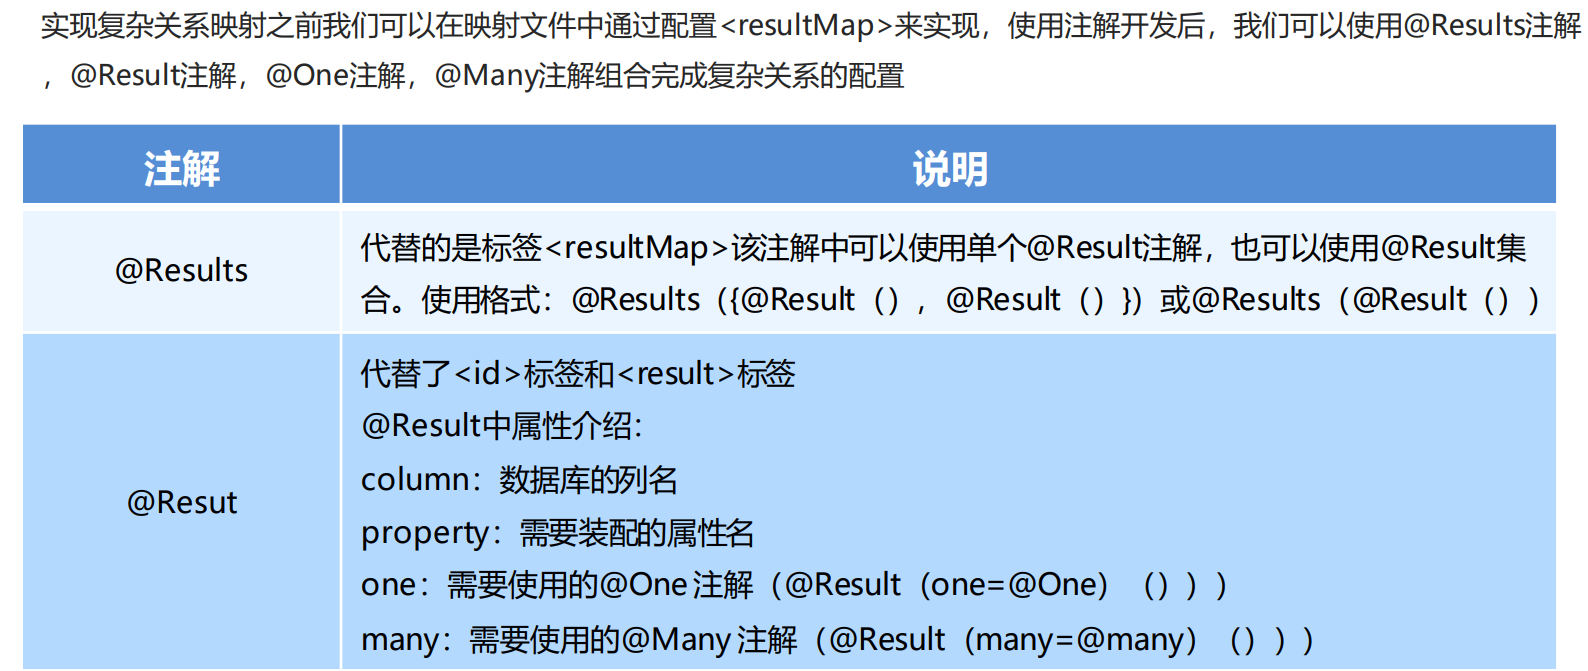 实现复杂关系映射之前我们可以在映射文件中通过配置<resultMap>来实现，使用注解开发后，我们可以使用@Results注解
，@Result注解，@One注解，@Many注解组合完成复杂关系的配置
注解
说明
@Results
代替的是标签<resultMap>该注解中可以使用单个@Result注解，也可以使用@Result集
合。使用格式：@Results（{@Result（），@Result（）}）或@Results（@Result（））
@Resut
代替了<id>标签和<result>标签
@Result中属性介绍：
column：数据库的列名
property：需要装配的属性名
one：需要使用的@One 注解（@Result（one=@One）（）））
many：需要使用的@Many 注解（@Result（many=@many）（）））